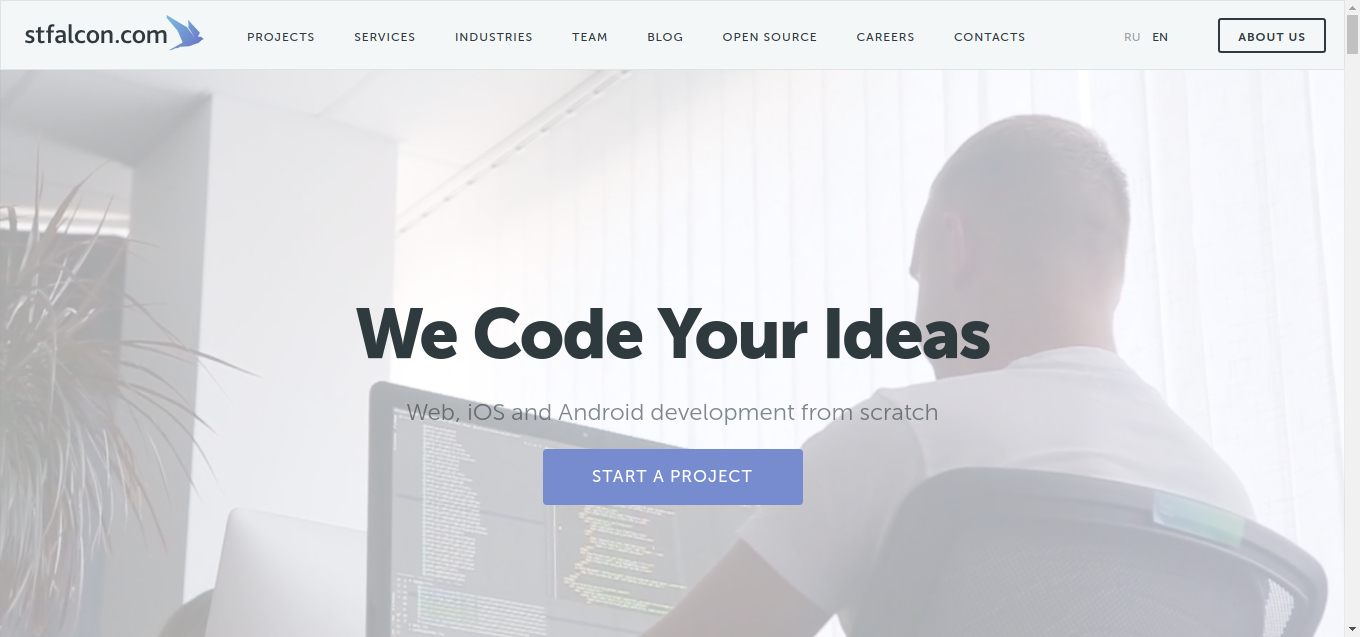 stfalcon.com PROJECTS SERVICES INDUSTRIES TEAM BLOG OPEN SOURCE CAREERS CONTACTS RU EN ABOUT US
We Code Your Ideas
Web, iOS and Android development from scratch
START A PROJECT